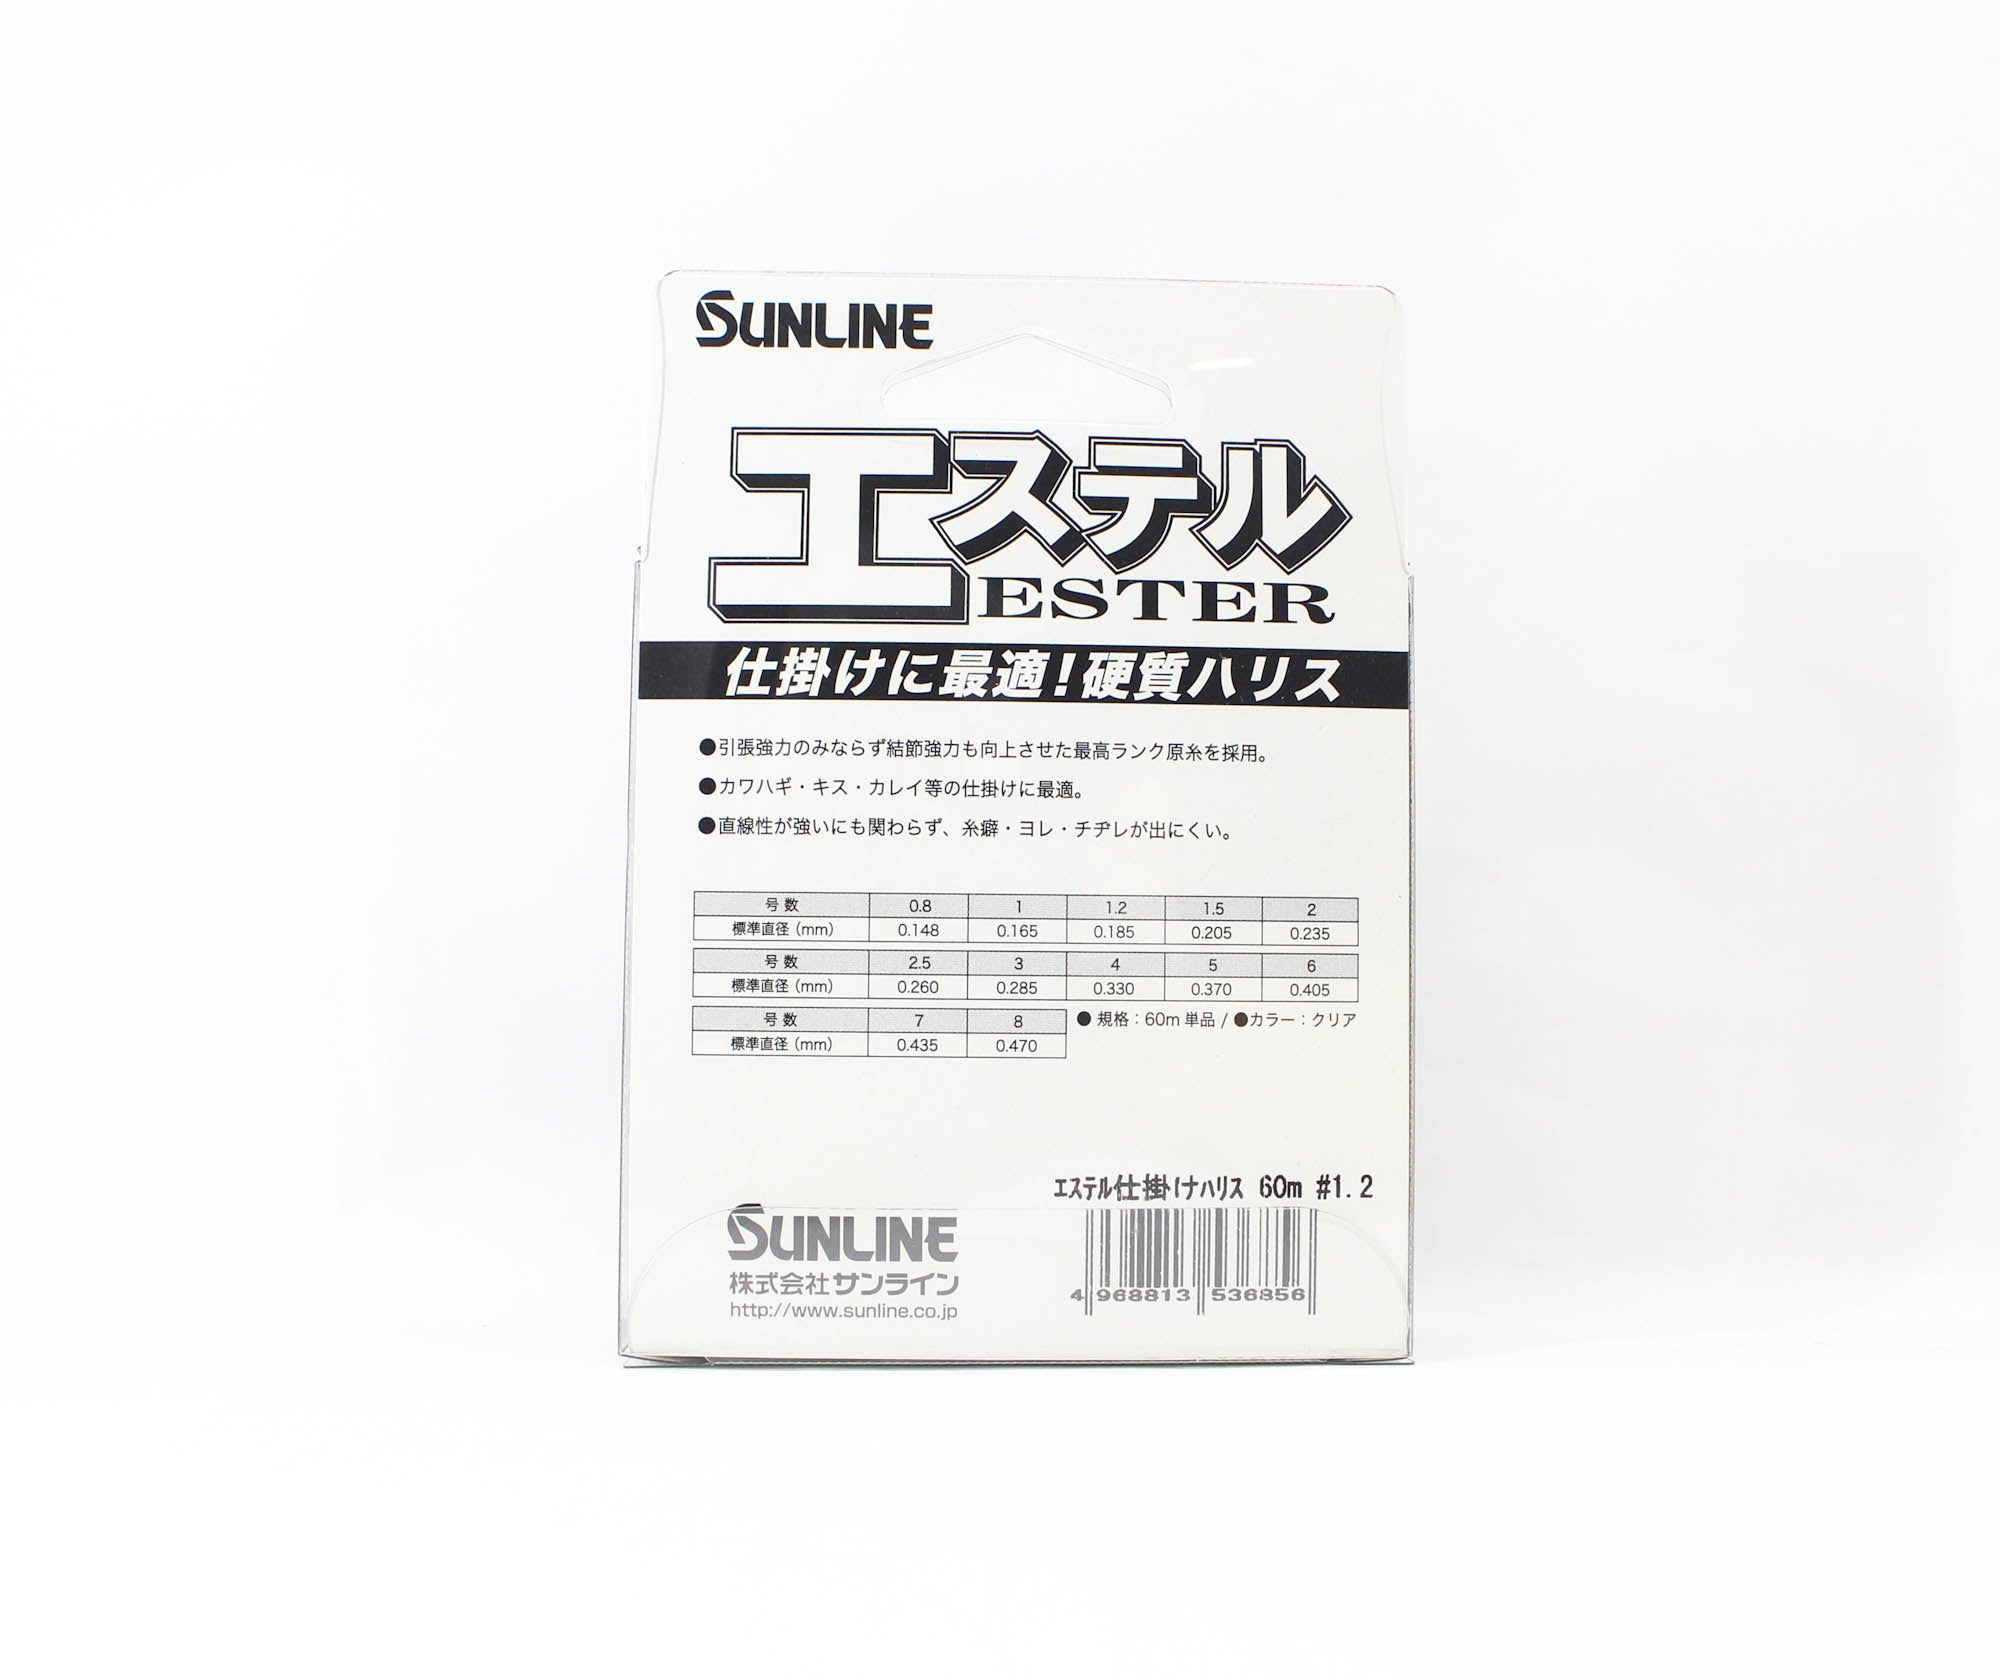 SUNLINE
エステル
ESTER
仕掛けに最適!硬質ハリス
●引張強力のみならず結節強力も向上させた最高ランク原糸を採用。
●カワハギ・キス・カレイ等の仕掛けに最適。
●直線性が強いにも関わらず、糸癖・ヨレ・チヂレが出にくい。
号数 0.8 1 1.2 1.5 2
標準直径(mm) 0.148 0.165 0.185 0.205 0.235
号数 2.5 3 4 5 6
標準直径(mm) 0.260 0.285 0.330 0.370 0.405
号数 7 8
●規格:60m単品/●カラー:クリア
標準直径(mm) 0.435 0.470
エステル仕掛けハリス 60m #1.2
SUNLINE
株式会社サンライン
http://www.sunline.co.jp
4 968813 536856